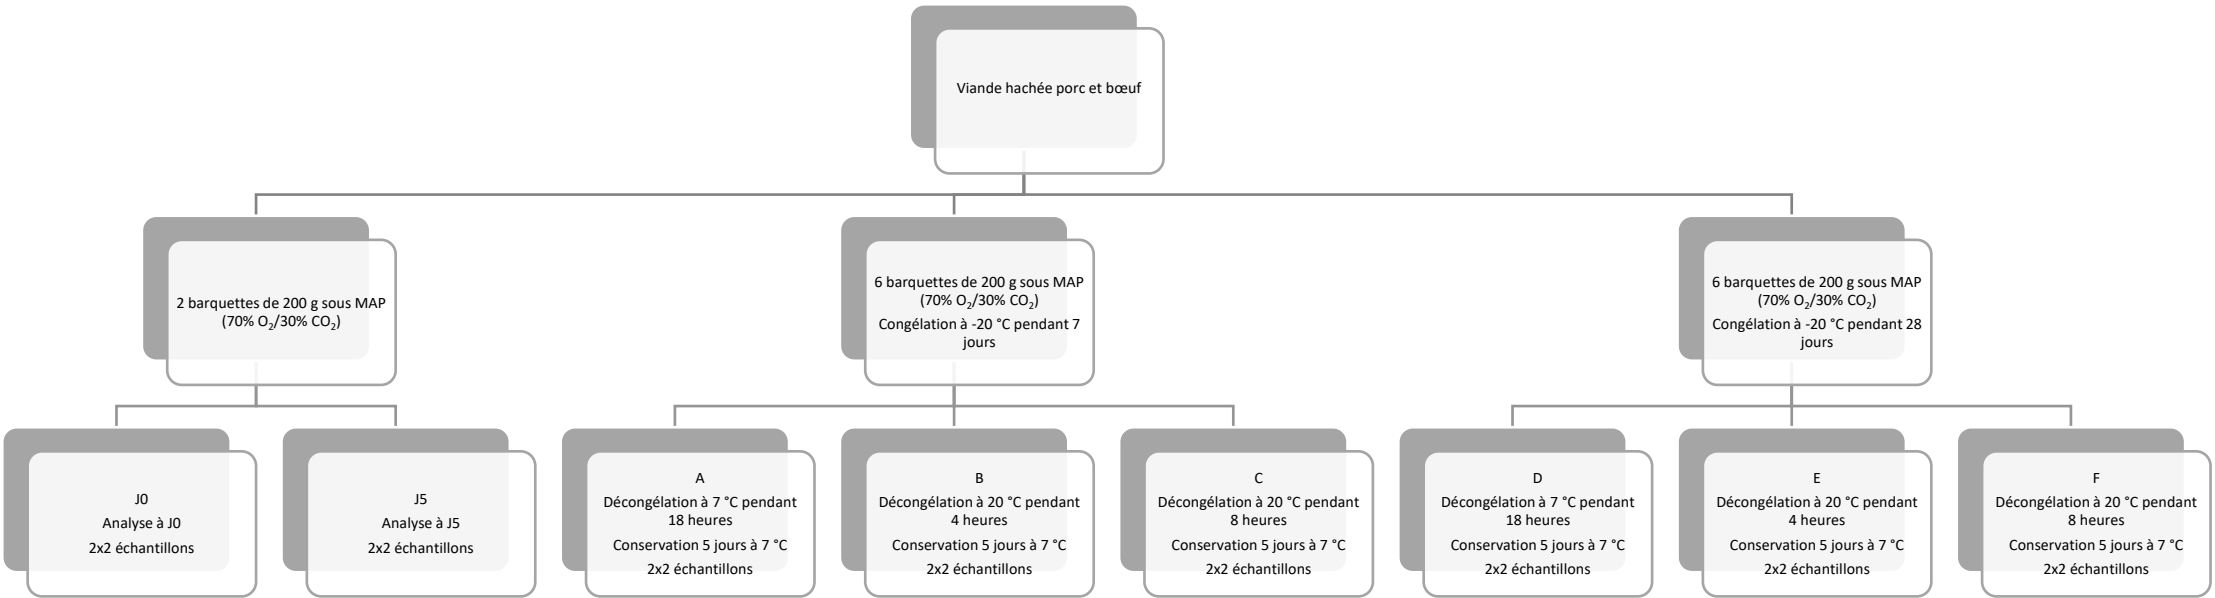 Viande hachée porc et bœuf
2 barquettes de 200 g sous MAP
(70% O₂/30% CO₂)
6 barquettes de 200 g sous MAP
(70% O₂/30% CO₂)
Congélation à -20 °C pendant 7
jours
6 barquettes de 200 g sous MAP
(70% O₂/30% CO₂)
Congélation à -20 °C pendant 28
jours
J0
Analyse à J0
2x2 échantillons
J5
Analyse à J5
2x2 échantillons
A
Décongélation à 7 °C pendant
18 heures
Conservation 5 jours à 7 °C
2x2 échantillons
B
Décongélation à 20 °C pendant
4 heures
Conservation 5 jours à 7 °C
2x2 échantillons
C
Décongélation à 20 °C pendant
8 heures
Conservation 5 jours à 7 °C
2x2 échantillons
D
Décongélation à 7 °C pendant
18 heures
Conservation 5 jours à 7 °C
2x2 échantillons
E
Décongélation à 20 °C pendant
4 heures
Conservation 5 jours à 7 °C
2x2 échantillons
F
Décongélation à 20 °C pendant
8 heures
Conservation 5 jours à 7 °C
2x2 échantillons